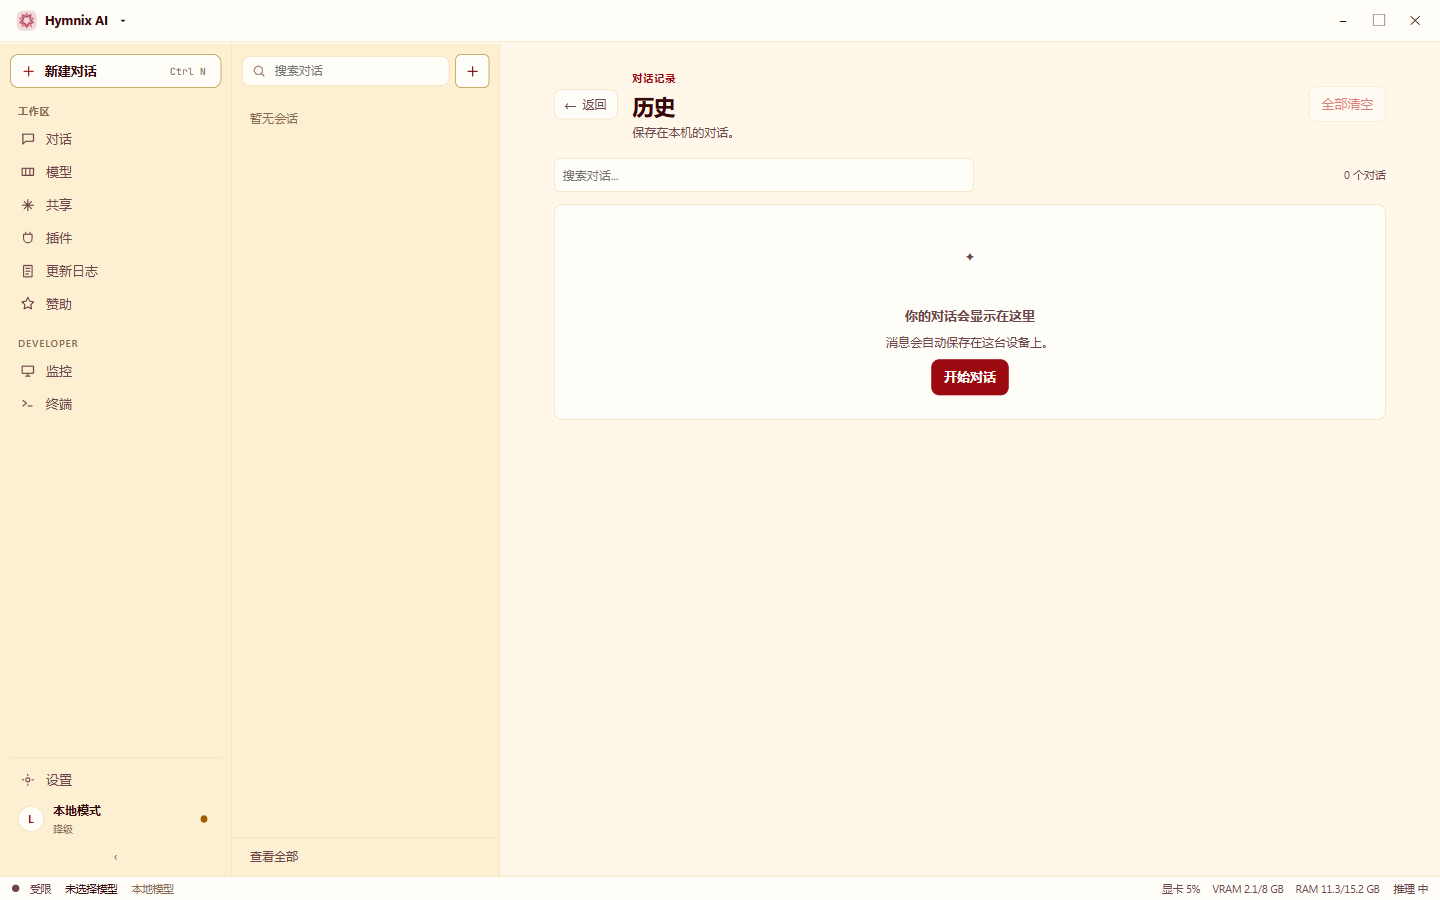 Hymnix AI
新建对话 Ctrl N
工作区
对话
模型
共享
插件
更新日志
赞助
DEVELOPER
监控
终端
设置
L
本地模式
降级
搜索对话
暂无会话
查看全部
对话记录
← 返回
历史
保存在本机的对话。
全部清空
搜索对话...
0 个对话
你的对话会显示在这里
消息会自动保存在这台设备上。
开始对话
受限 未选择模型 本地模型
显卡 5% VRAM 2.1/8 GB RAM 11.3/15.2 GB 推理 中